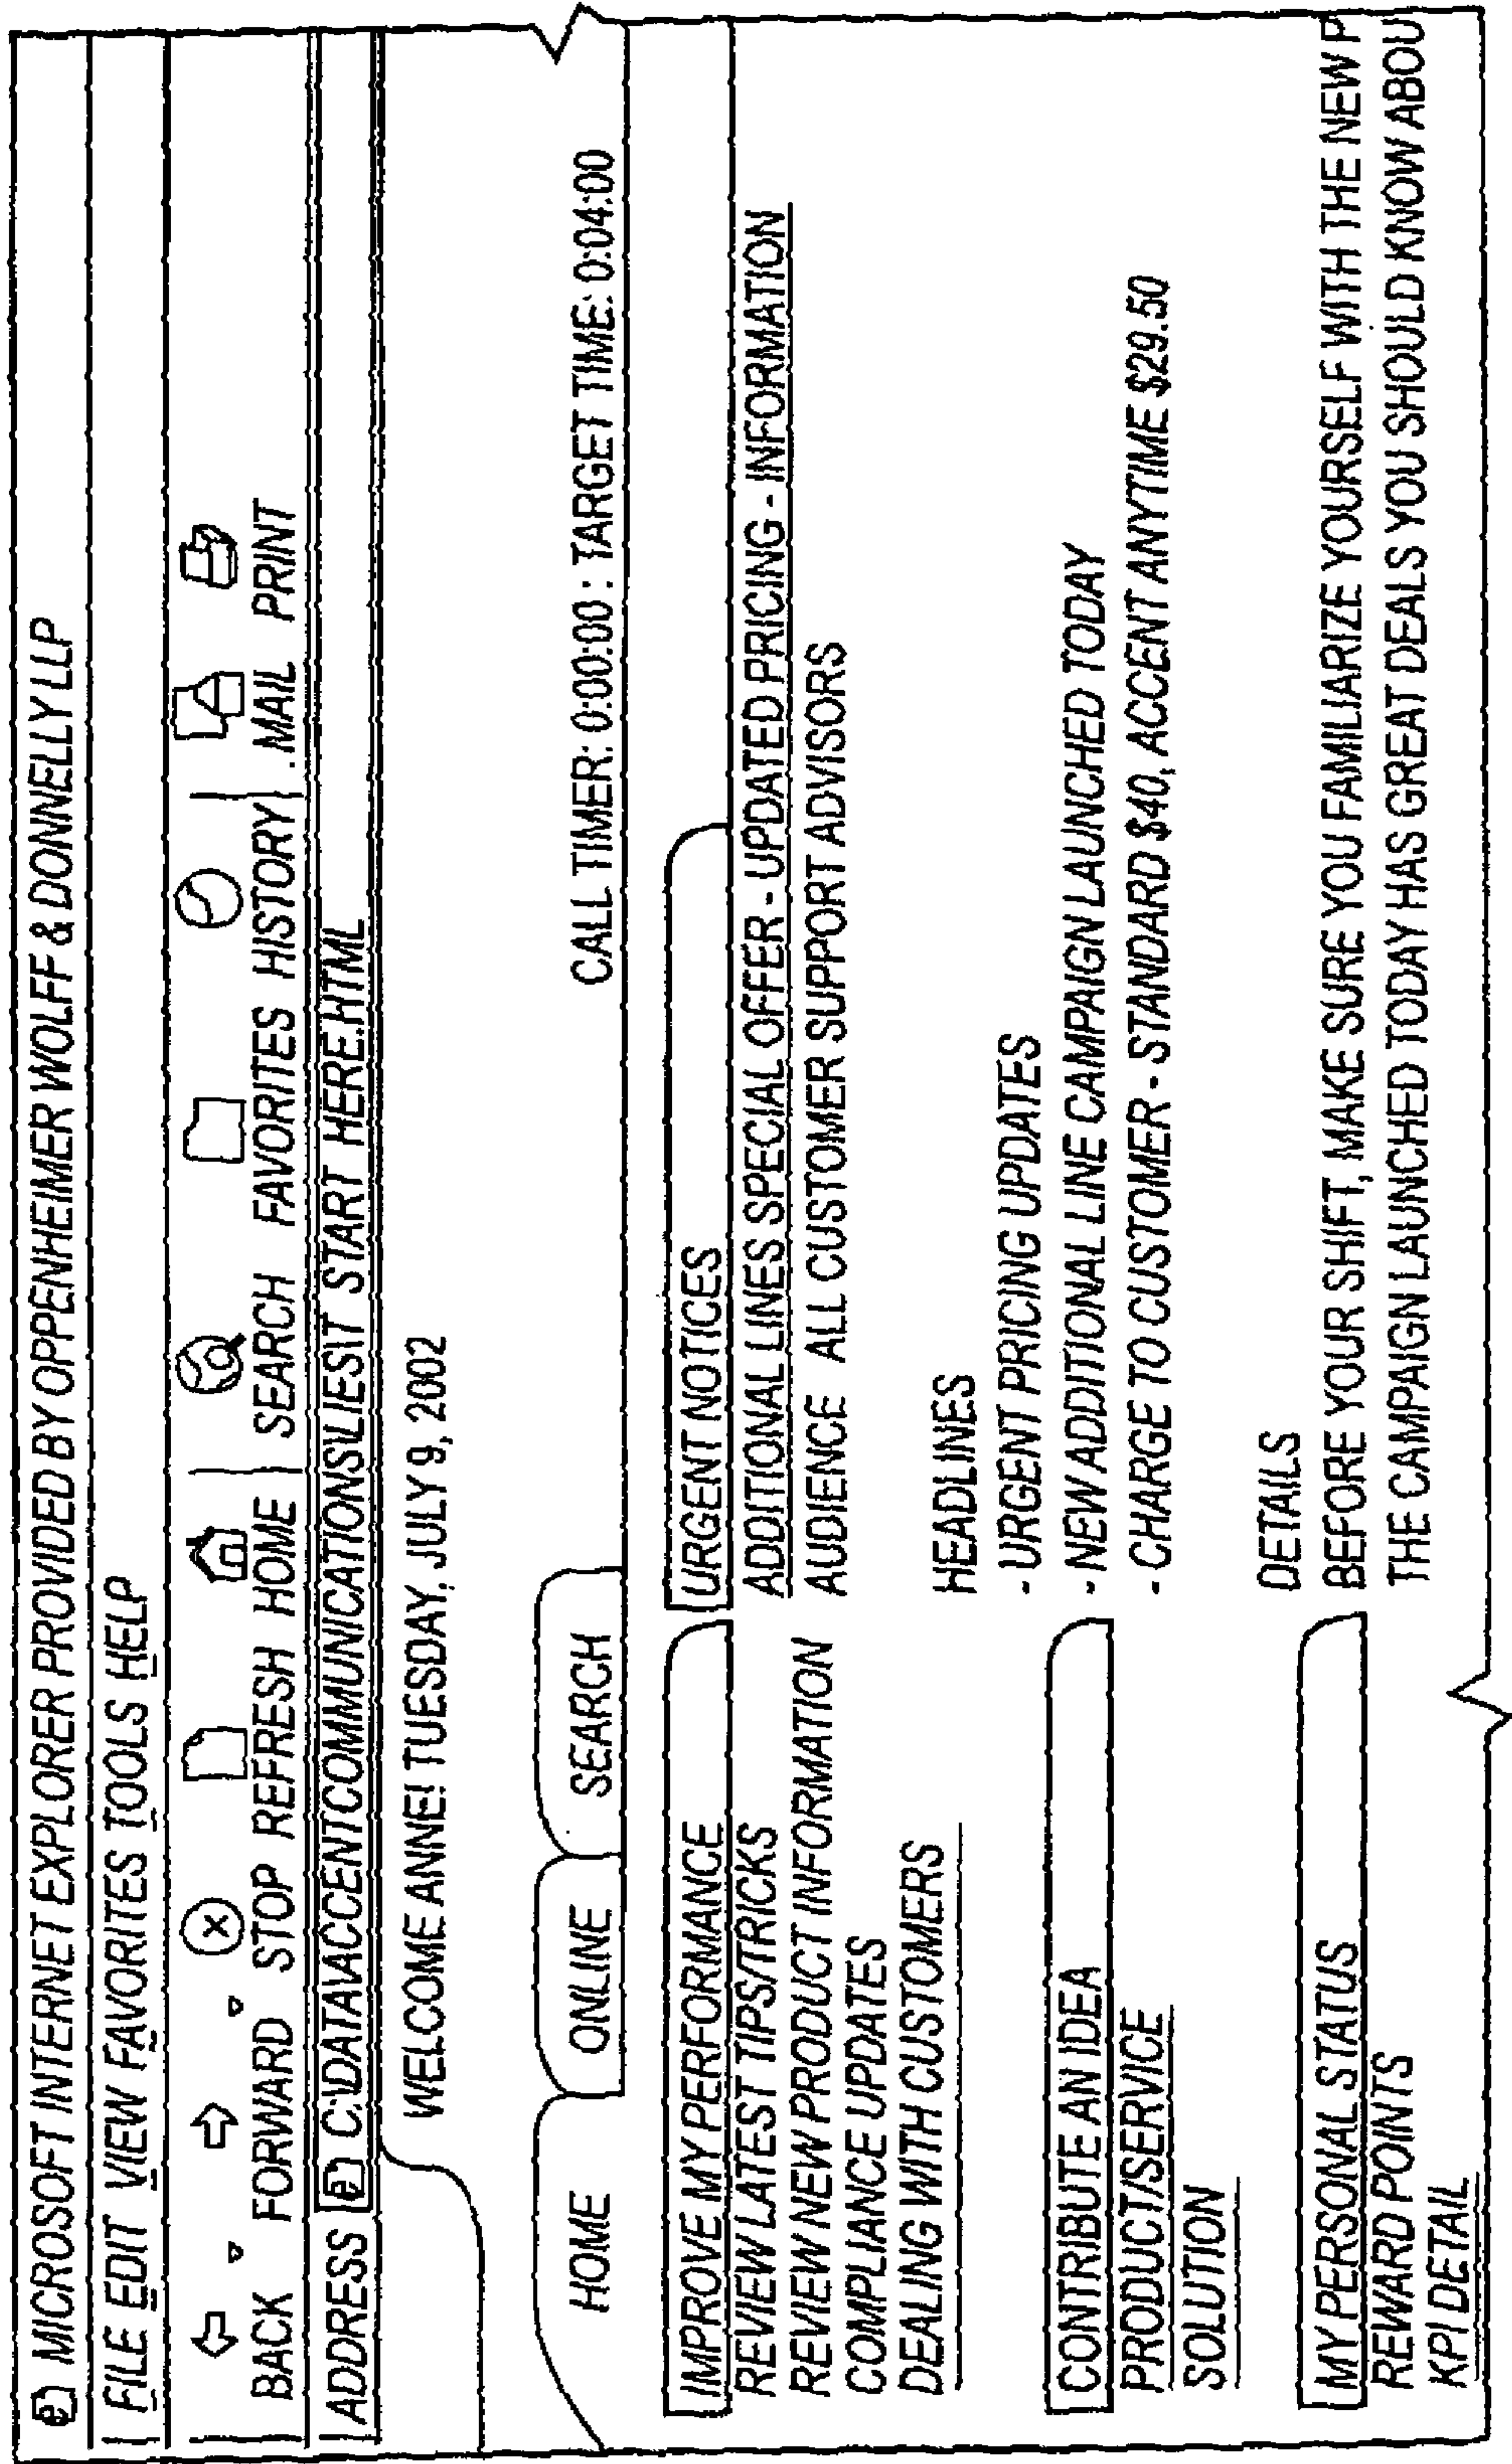 MICROSOFT INTERNET EXPLORER PROVIDED BY OPPENHEIMER WOLFF & DONNELLY LLP
FILE EDIT VIEW FAVORITES TOOLS HELP
BACK FORWARD STOP REFRESH HOME SEARCH FAVORITES HISTORY MAIL PRINT
ADDRESS C:\DATA\ACCENTCOMMUNICATIONS\LIESIT START HERE.HTML
WELCOME ANNE! TUESDAY, JULY 9, 2002
HOME ONLINE SEARCH
CALL TIMER: 0:00:00 : TARGET TIME: 0:04:00
IMPROVE MY PERFORMANCE
REVIEW LATEST TIPS/TRICKS
REVIEW NEW PRODUCT INFORMATION
COMPLIANCE UPDATES
DEALING WITH CUSTOMERS
CONTRIBUTE AN IDEA
PRODUCT/SERVICE
SOLUTION
MY PERSONAL STATUS
REWARD POINTS
KPI DETAIL
URGENT NOTICES
ADDITIONAL LINES SPECIAL OFFER - UPDATED PRICING - INFORMATION
AUDIENCE ALL CUSTOMER SUPPORT ADVISORS
HEADLINES
- URGENT PRICING UPDATES
- NEW ADDITIONAL LINE CAMPAIGN LAUNCHED TODAY
- CHARGE TO CUSTOMER - STANDARD $40, ACCENT ANYTIME $29.50
DETAILS
BEFORE YOUR SHIFT, MAKE SURE YOU FAMILIARIZE YOURSELF WITH THE NEW P
THE CAMPAIGN LAUNCHED TODAY HAS GREAT DEALS YOU SHOULD KNOW ABOU